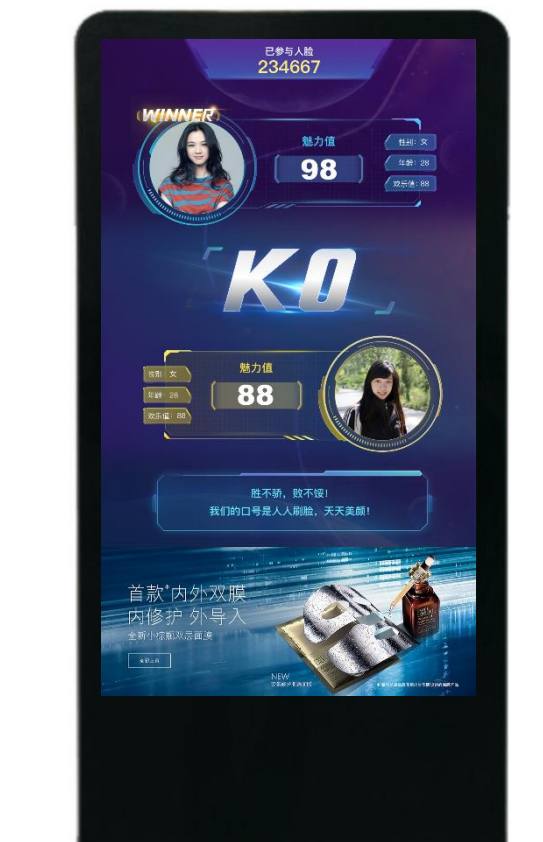 已参与人脸
234667
WINNER
魅力值
98
性别: 女
年龄: 28
欢乐值: 88
KO
魅力值
88
性别: 女
年龄: 28
欢乐值: 88
胜不骄，败不馁！
我们的口号是人人刷脸，天天美颜！
首款*内外双膜
内修护 外导入
全新小棕瓶双层面膜
NEW